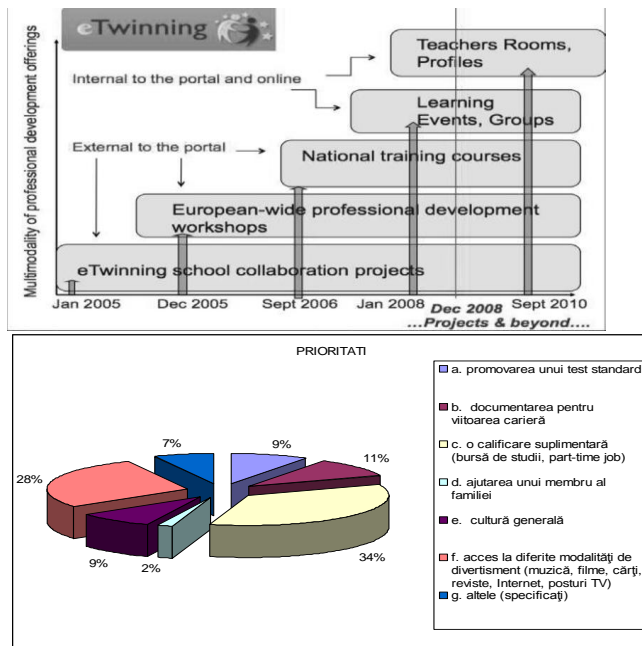 eTwinning
Multimodality of professional development offerings
Teachers Rooms,
Profiles
Internal to the portal and online
Learning
Events, Groups
External to the portal
National training courses
European-wide professional development
workshops
eTwinning school collaboration projects
Jan 2005
Dec 2005
Sept 2006
Jan 2008
Dec 2008
Sept 2010
...Projects & beyond....
PRIORITATI
7%
9%
11%
28%
34%
9%
2%
a. promovarea unui test standard
b. documentarea pentru
viitoarea carieră
c. o calificare suplimentară
(bursă de studii, part-time job)
d. ajutarea unui membru al
familiei
e. cultură generală
f. acces la diferite modalităţi de
divertisment (muzică, filme, cărţi,
reviste, Internet, posturi TV)
g. altele (specificaţi)